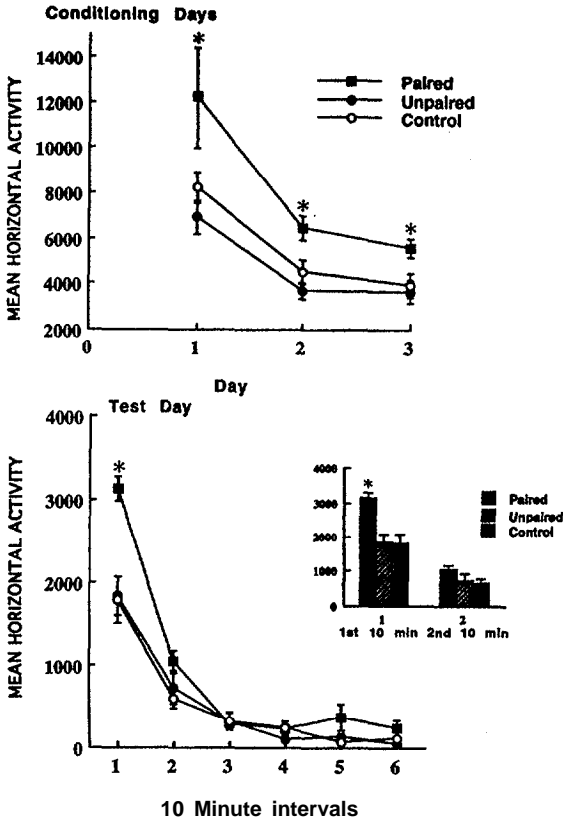 Conditioning Days
MEAN HORIZONTAL ACTIVITY
14000
12000
10000
8000
6000
4000
2000
* * *
Paired
Unpaired
Control
0 1 2 3
Day
Test Day
MEAN HORIZONTAL ACTIVITY
4000
3000
2000
1000
0
*
1 2 3 4 5 6
10 Minute intervals
4000
3000
2000
1000
0
*
Paired
Unpaired
Control
1 2
1st 10 min 2nd 10 min